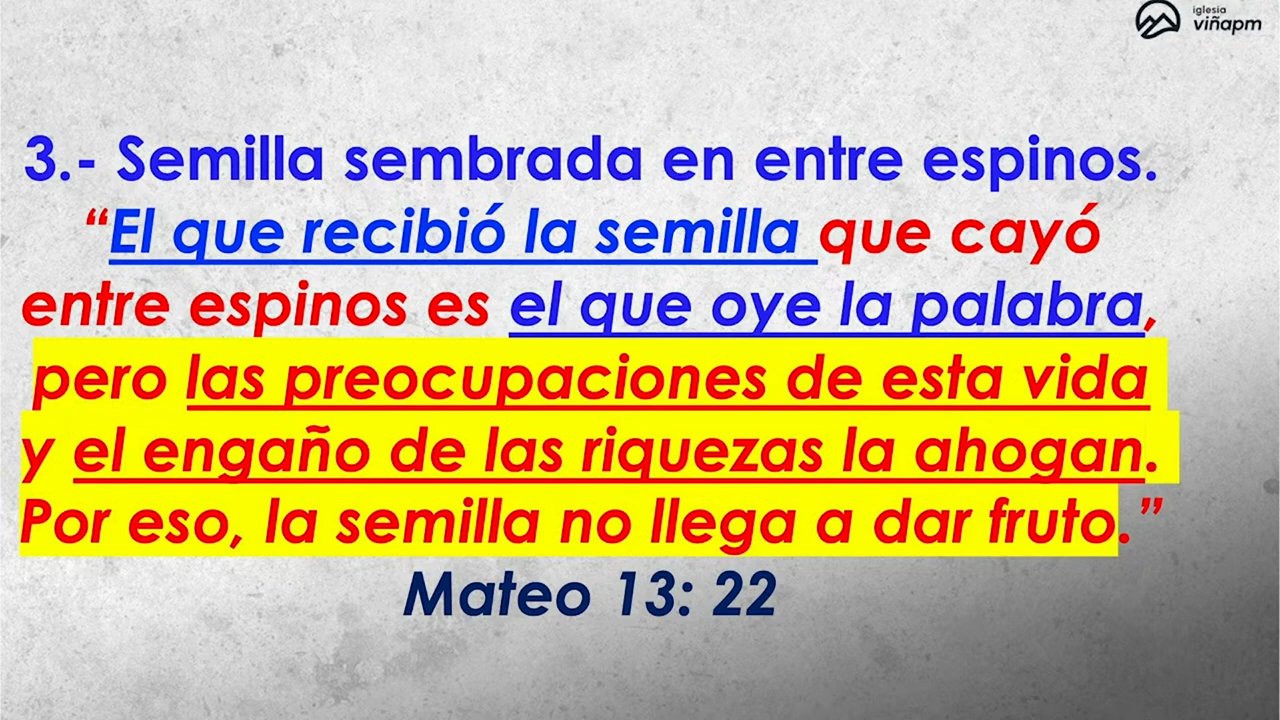 iglesia
viñapm
3.- Semilla sembrada en entre espinos.
“El que recibió la semilla que cayó
entre espinos es el que oye la palabra,
pero las preocupaciones de esta vida
y el engaño de las riquezas la ahogan.
Por eso, la semilla no llega a dar fruto.”
Mateo 13: 22